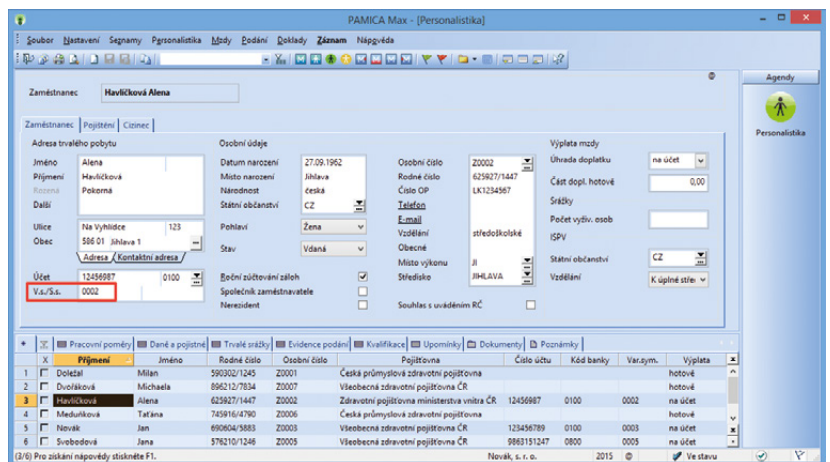 PAMICA Max - [Personalistika]
Soubor Nastavení Seznamy Personalistika Mzdy Podání Doklady Záznam Nápověda
Agendy
Personalistika
Zaměstnanec Havlíčková Alena
Zaměstnanec Pojištění Cizinec
Adresa trvalého pobytu Osobní údaje Výplata mzdy
Jméno Alena Datum narození 27.09.1962 Osobní číslo Z0002 Úhrada doplatku na účet
Příjmení Havlíčková Místo narození Jihlava Rodné číslo 625927/1447
Rozená Pokorná Národnost česká Číslo OP LK1234567 Část dopl. hotově 0,00
Další Státní občanství CZ Telefon Srážky
Ulice Na Vyhlídce 123 Pohlaví Žena E-mail Počet vyživ. osob
Obec 586 01 Jihlava 1 Vzdělání středoškolské ISPV
Adresa Kontaktní adresa Stav Vdaná Obecné
Místo výkonu JI Státní občanství CZ
Účet 12456987 0100 Roční zúčtování záloh Středisko JIHLAVA Vzdělání K úplné střer
V.s./S.s. 0002 Společník zaměstnavatele
Nerezident Souhlas s uváděním RČ
Pracovní poměry Daně a pojistné Trvalé srážky Evidence podání Kvalifikace Upomínky Dokumenty Poznámky
X Příjmení Jméno Rodné číslo Osobní číslo Pojišťovna Číslo účtu Kód banky Var.sym. Výplata
1 Doležal Milan 590302/1245 Z0001 Česká průmyslová zdravotní pojišťovna hotově
2 Dvořáková Michaela 896212/7834 Z0007 Všeobecná zdravotní pojišťovna ČR hotově
3 Havlíčková Alena 625927/1447 Z0002 Zdravotní pojišťovna ministerstva vnitra ČR 12456987 0100 0002 na účet
4 Meduňková Taťána 745916/4790 Z0006 Česká průmyslová zdravotní pojišťovna hotově
5 Novák Jan 690604/5883 Z0003 Všeobecná zdravotní pojišťovna ČR 123456789 0100 0003 na účet
6 Svobodová Jana 576210/1246 Z0005 Všeobecná zdravotní pojišťovna ČR 9863151247 0800 0005 na účet
(3/6) Pro získání nápovědy stiskněte F1. Novák, s. r. o. 2015 Ve stavu